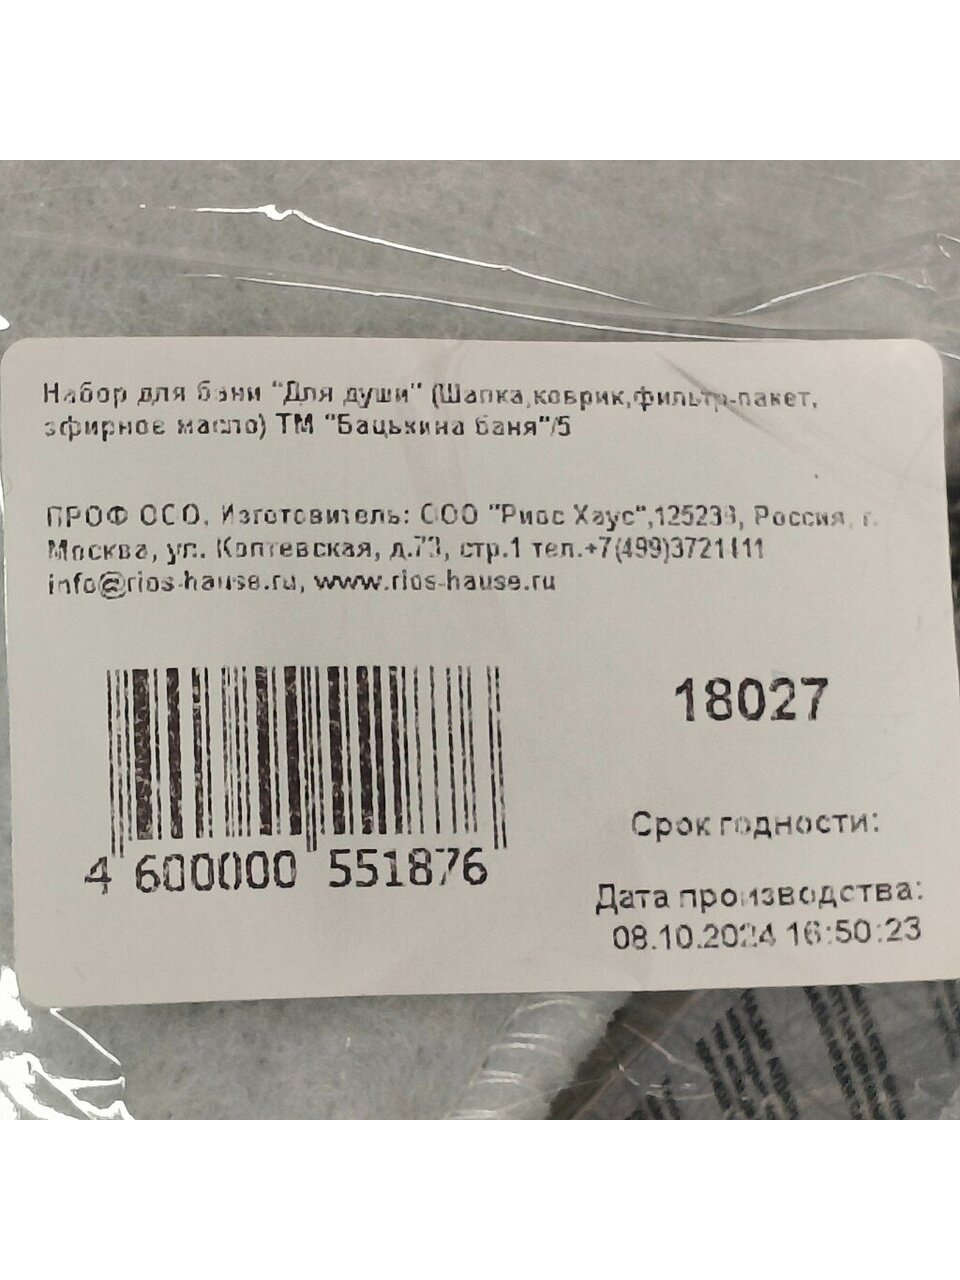 Набор для бани "Для души" (Шапка,коврик,фильтр-пакет,
эфирное масло) ТМ "Бацькина баня"/5
ПРОФ ОСО, Изготовитель: ООО "Риос Хаус", Россия, г.
Москва, ул. Коптевская, д.73, стр.1 тел.+7(499)3721411
info@rios-hause.ru, www.rios-hause.ru
18027
4 600000 551876
Срок годности:
Дата производства:
08.10.2024 16:50:23